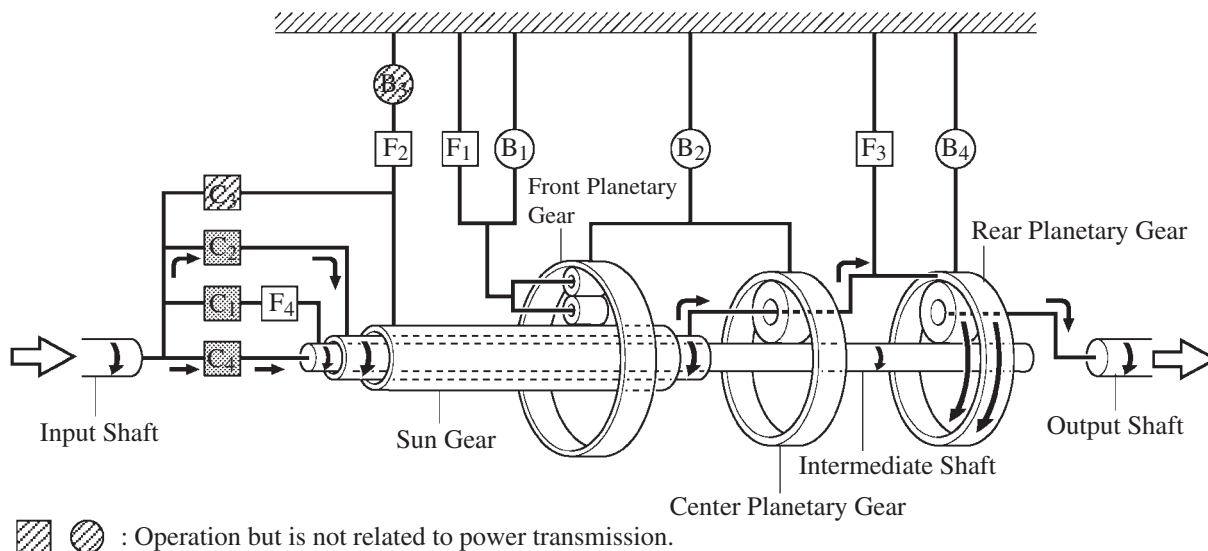 B3
F2
F1
B1
B2
F3
B4
C3
Front Planetary
Gear
Rear Planetary Gear
C2
C1
F4
C4
Input Shaft
Sun Gear
Output Shaft
Intermediate Shaft
Center Planetary Gear
: Operation but is not related to power transmission.